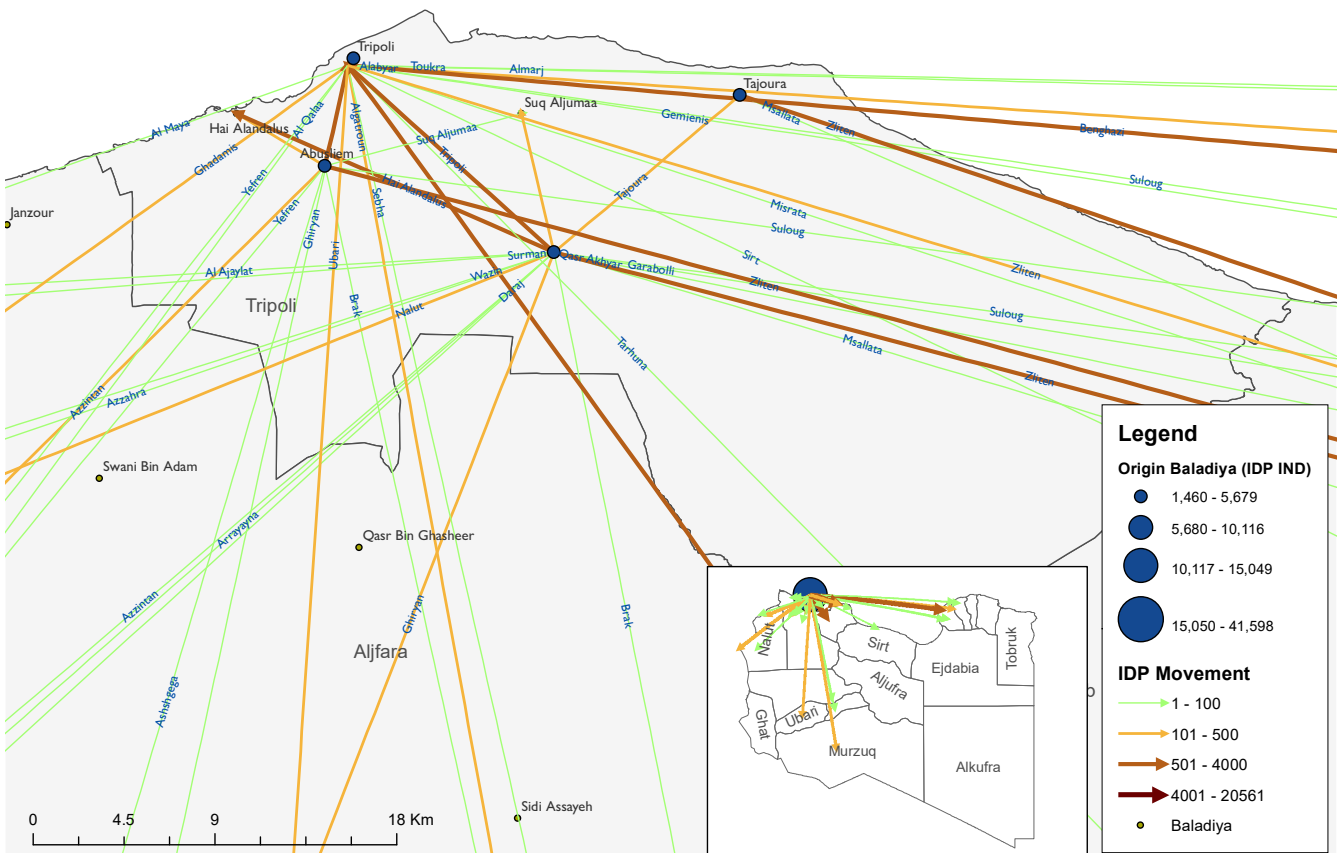 Tripoli
Alabyar
Toukra
Almarj
Tajoura
Suq Aljumaa
Gemienis
Msallata
Zliten
Benghazi
Al Maya
Hai Alandalus
Al Qalaa
Algatroun
Suq Aljumaa
Ghadamis
Abusliem
Tripoli
Suloug
Yefren
Hai Alandalus
Sebha
Tajoura
Misrata
Janzour
Yefren
Ghiryan
Ubari
Suloug
Sirt
Surman
Qasr Akhyar
Garabolli
Zliten
Al Ajaylat
Wazin
Daraj
Zliten
Tripoli
Brak
Nalut
Suloug
Tarhuna
Msallata
Azzintan
Azzahra
Zliten
Swani Bin Adam
Arrayayna
Qasr Bin Ghasheer
Azzintan
Ghiryan
Brak
Aljfara
Ashshgega
Sidi Assayeh
0 4.5 9 18 Km
Nalut
Sirt
Tobruk
Ejdabia
Aljufra
Ghat
Ubari
Murzuq
Alkufra
Legend
Origin Baladiya (IDP IND)
1,460 - 5,679
5,680 - 10,116
10,117 - 15,049
15,050 - 41,598
IDP Movement
1 - 100
101 - 500
501 - 4000
4001 - 20561
Baladiya